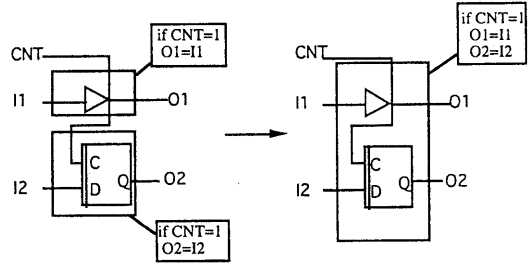 if CNT=1
O1=I1
CNT
I1
O1
C
D
Q
I2
O2
if CNT=1
O2=I2
if CNT=1
O1=I1
O2=I2
CNT
I1
O1
C
D
Q
I2
O2